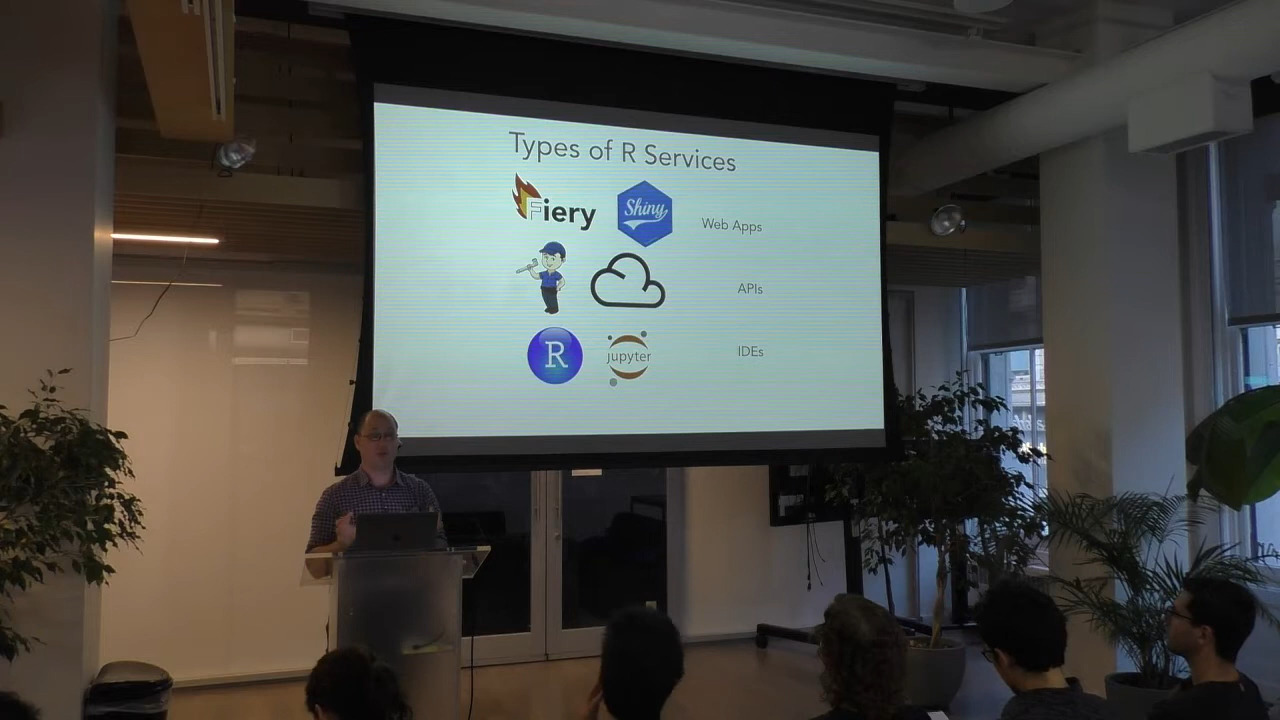 Types of R Services
Fiery
Shiny
Web Apps
APIs
R
jupyter
IDEs